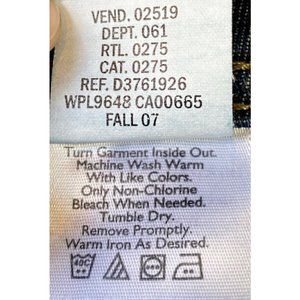 VEND. 02519
DEPT. 061
RTL. 0275
CAT. 0275
REF. D3761926
WPL9648 CA00665
FALL 07
Turn Garment Inside Out.
Machine Wash Warm
With Like Colors.
Only Non-Chlorine
Bleach When Needed.
Tumble Dry.
Remove Promptly.
Warm Iron As Desired.
40C